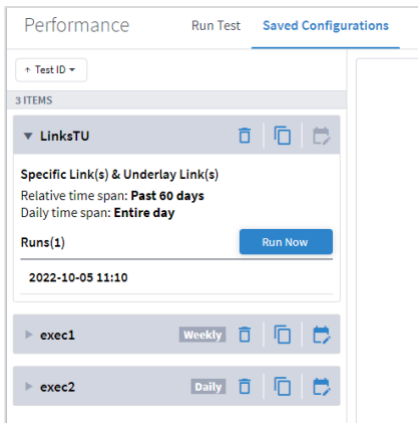 Performance Run Test Saved Configurations
↑ Test ID
3 ITEMS
LinksTU
Specific Link(s) & Underlay Link(s)
Relative time span: Past 60 days
Daily time span: Entire day
Runs(1) Run Now
2022-10-05 11:10
exec1 Weekly
exec2 Daily